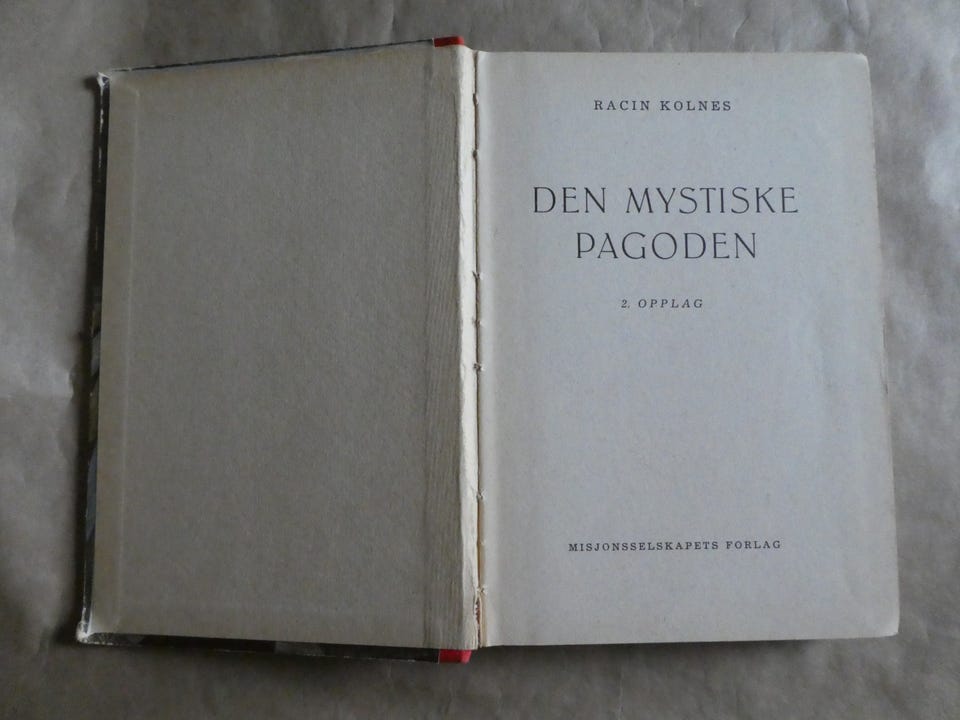 RACIN KOLNES
DEN MYSTISKE
PAGODEN
2. OPPLAG
MISJONSSELSKAPETS FORLAG